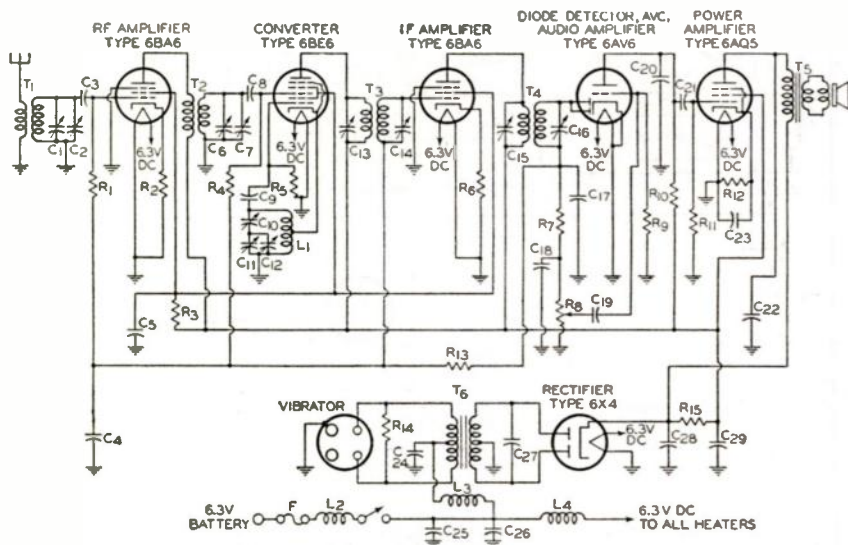 RF AMPLIFIER
TYPE 6BA6
CONVERTER
TYPE 6BE6
IF AMPLIFIER
TYPE 6BA6
DIODE DETECTOR, AVC,
AUDIO AMPLIFIER
TYPE 6AV6
POWER
AMPLIFIER
TYPE 6AQ5
T1
C3
T2
C8
T3
T4
C20
C21
T5
C1
C2
6.3V
DC
C6
C7
6.3V
DC
C13
C14
6.3V
DC
C15
C16
6.3V
DC
6.3V
DC
R1
R2
R4
C9
R5
R6
C17
R10
R12
C10
L1
R7
R9
R11
C23
C11
C12
C18
C5
R3
R8
C19
C22
R13
VIBRATOR
T6
RECTIFIER
TYPE 6X4
R14
R15
C4
C24
C27
6.3V
DC
C28
C29
L3
6.3V
BATTERY
F
L2
L4
6.3V DC
TO ALL HEATERS
C25
C26